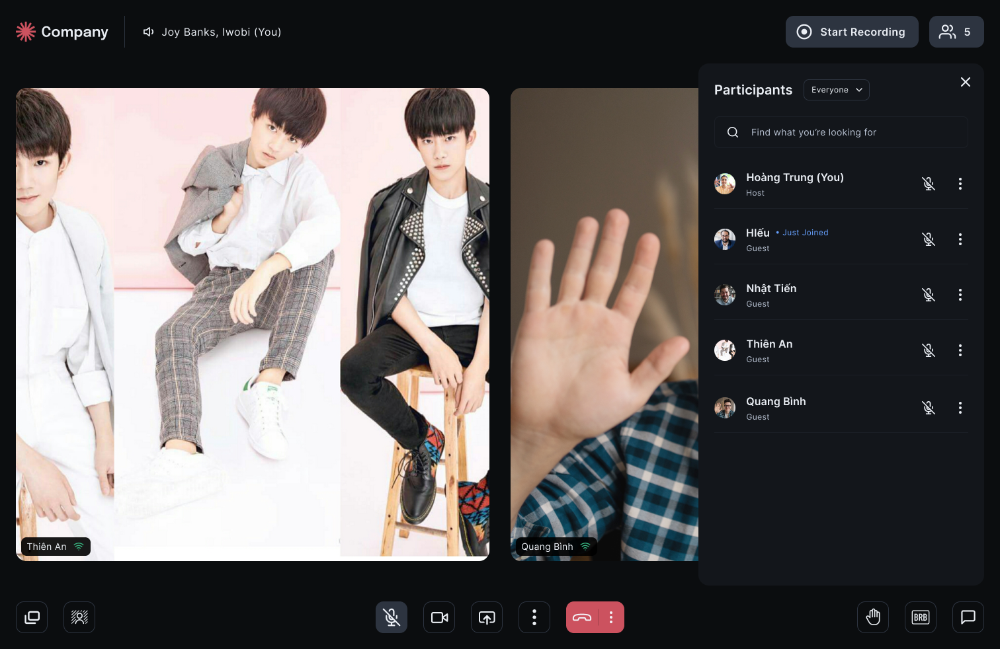 Company
Joy Banks, Iwobi (You)
Start Recording
5
Participants
Everyone
Find what you're looking for
Hoàng Trung (You)
Host
HIếu • Just Joined
Guest
Nhật Tiến
Guest
Thiên An
Guest
Quang Bình
Guest
Thiên An
Quang Bình
BRB